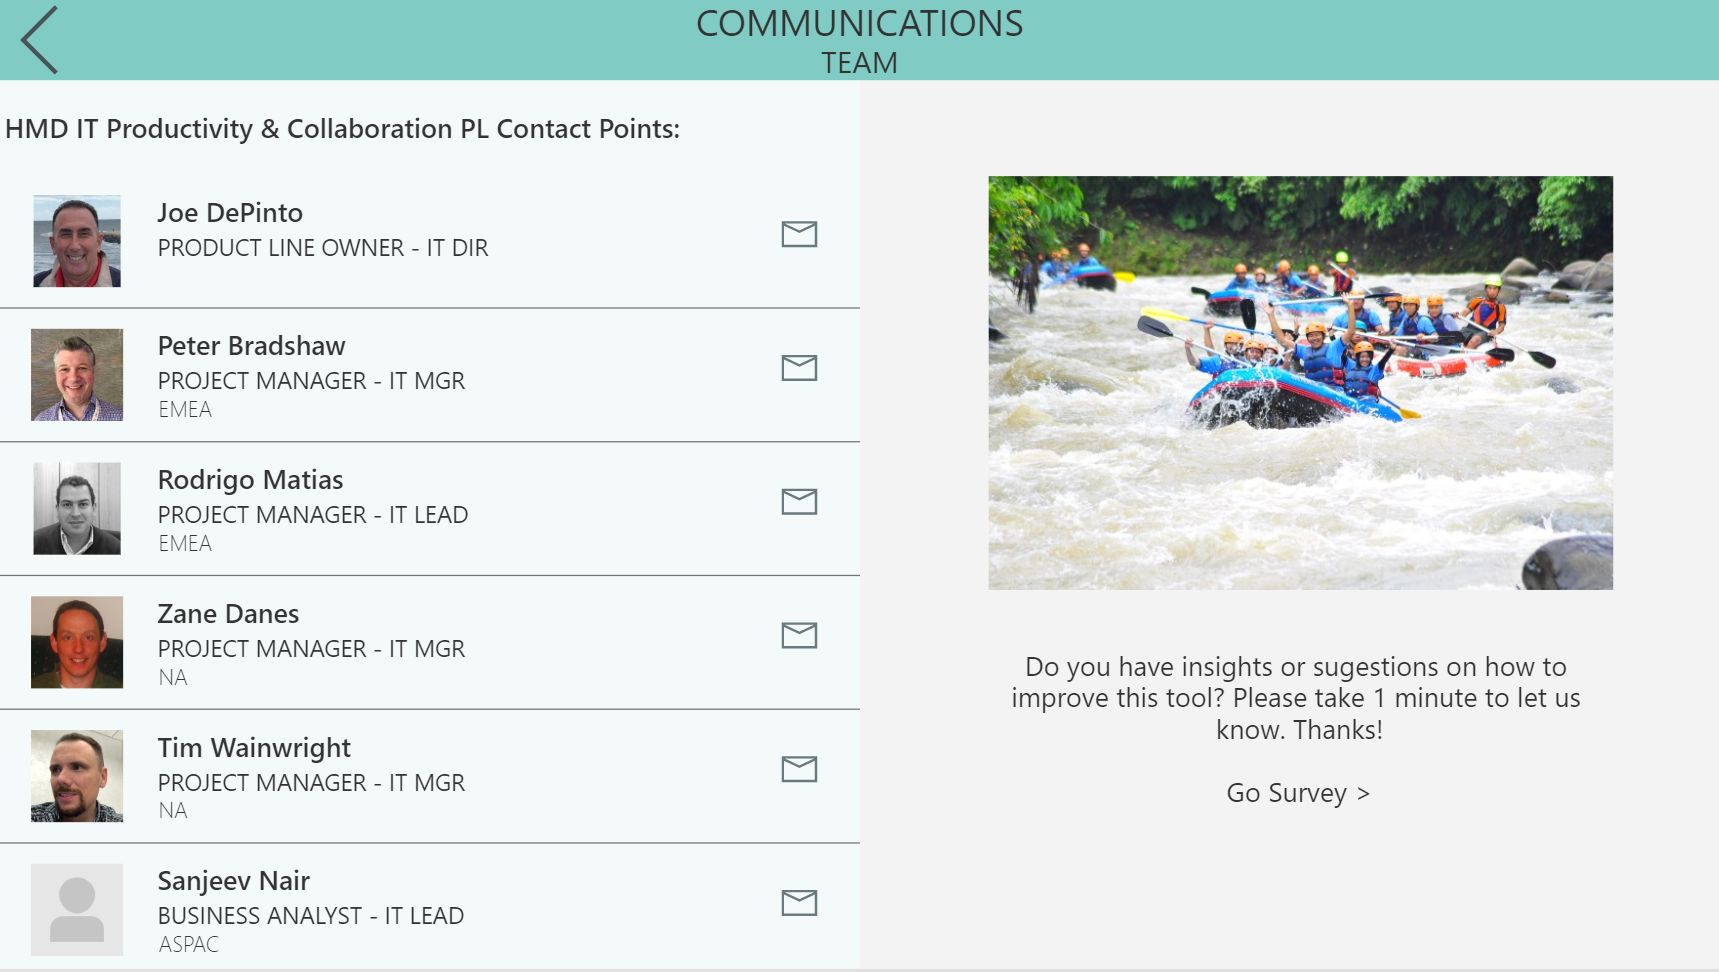 COMMUNICATIONS
TEAM
HMD IT Productivity & Collaboration PL Contact Points:
Joe DePinto
PRODUCT LINE OWNER - IT DIR
Peter Bradshaw
PROJECT MANAGER - IT MGR
EMEA
Rodrigo Matias
PROJECT MANAGER - IT LEAD
EMEA
Zane Danes
PROJECT MANAGER - IT MGR
NA
Tim Wainwright
PROJECT MANAGER - IT MGR
NA
Sanjeev Nair
BUSINESS ANALYST - IT LEAD
ASPAC
Do you have insights or sugestions on how to
improve this tool? Please take 1 minute to let us
know. Thanks!
Go Survey >